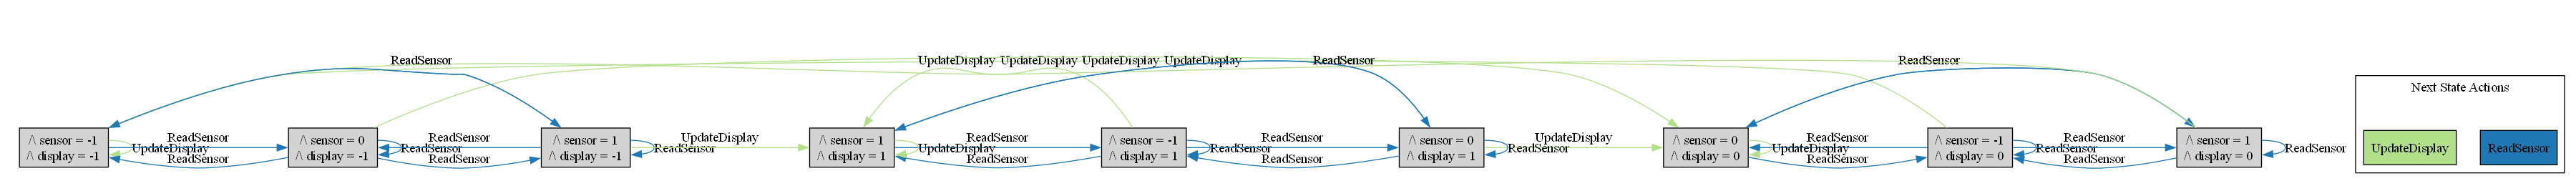 UpdateDisplay UpdateDisplay UpdateDisplay UpdateDisplay
ReadSensor
ReadSensor
ReadSensor
Next State Actions
/\ sensor = -1
/\ display = -1
ReadSensor
UpdateDisplay
ReadSensor
/\ sensor = 0
/\ display = -1
ReadSensor
ReadSensor
ReadSensor
/\ sensor = 1
/\ display = -1
UpdateDisplay
ReadSensor
/\ sensor = 1
/\ display = 1
ReadSensor
UpdateDisplay
ReadSensor
/\ sensor = -1
/\ display = 1
ReadSensor
ReadSensor
ReadSensor
/\ sensor = 0
/\ display = 1
UpdateDisplay
ReadSensor
/\ sensor = 0
/\ display = 0
ReadSensor
UpdateDisplay
ReadSensor
/\ sensor = -1
/\ display = 0
ReadSensor
ReadSensor
ReadSensor
/\ sensor = 1
/\ display = 0
ReadSensor
UpdateDisplay
ReadSensor